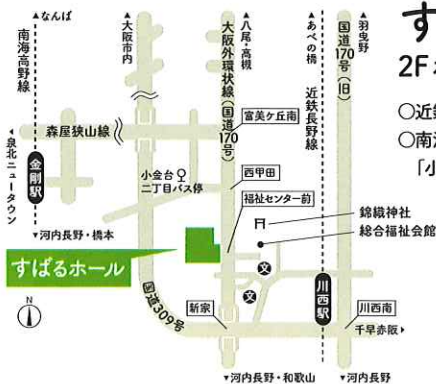 ▲なんば
南海高野線
▲大阪市内
▲八尾・高槻
大阪外環状線(国道170号)
▲あべの橋
近鉄長野線
▲羽曳野
国道170号(旧)
す
2F
○近
○南海
「小
富美ケ丘南
森屋狭山線
◀泉北ニュータウン
金剛駅
小金台
二丁目バス停
西甲田
福祉センター前
錦織神社
総合福祉会館
▼河内長野・橋本
すばるホール
文
文
N
国道309号
新家
川西駅
川西南
千早赤阪▶
▼河内長野・和歌山
▼河内長野